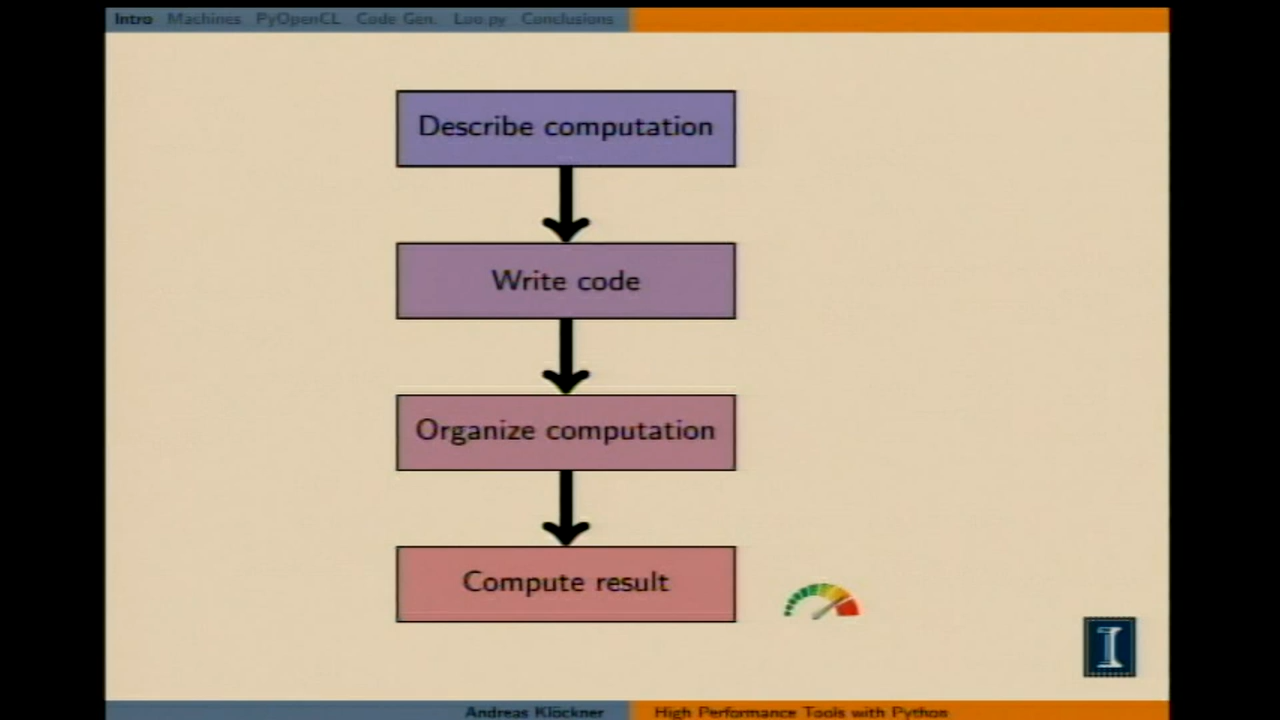 Intro Machines PyOpenCL Code Gen. Loo.py Conclusions
Describe computation
Write code
Organize computation
Compute result
I
Andreas Klöckner High Performance Tools with Python